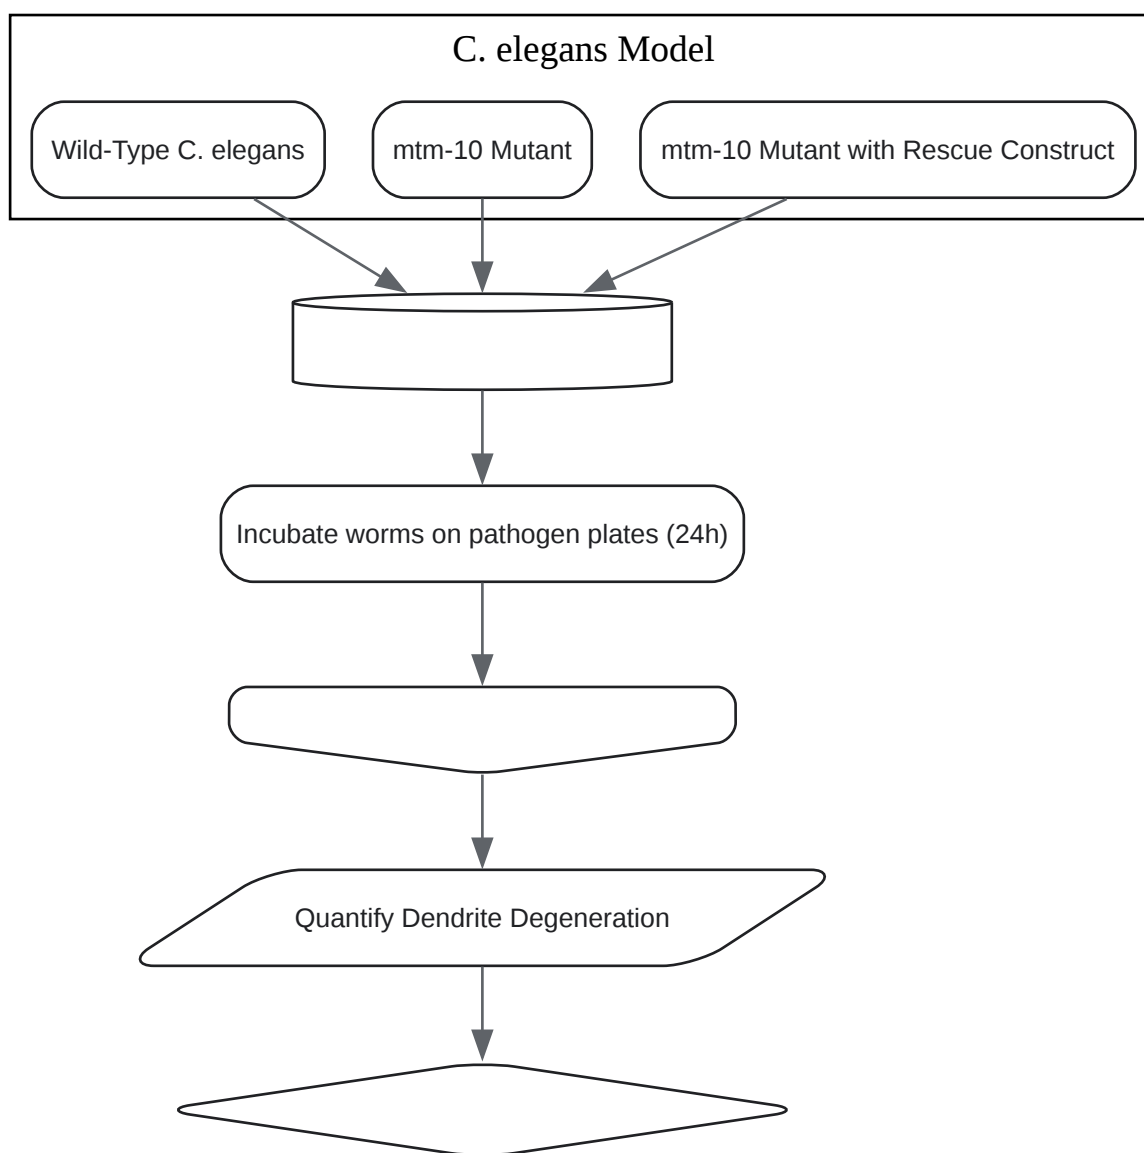 C. elegans Model
Wild-Type C. elegans
mtm-10 Mutant
mtm-10 Mutant with Rescue Construct
Incubate worms on pathogen plates (24h)
Quantify Dendrite Degeneration